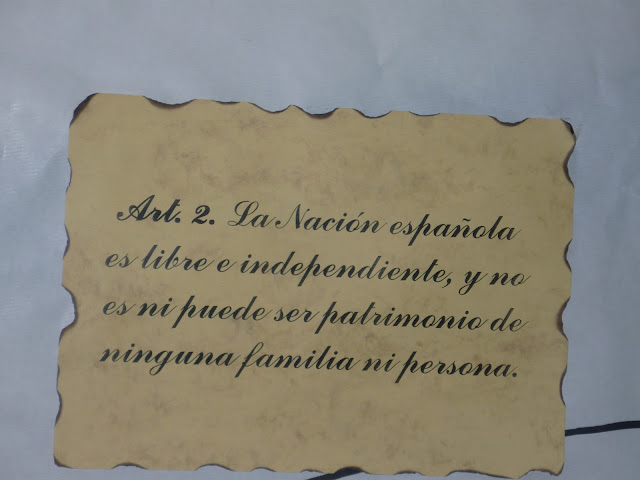 Art. 2. La Nación española
es libre e independiente, y no
es ni puede ser patrimonio de
ninguna familia ni persona.